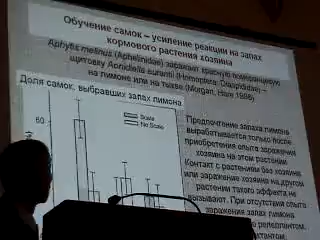 Обучение самок – усиление реакции на запах
кормового растения хозяина
Aphytis melinus (Aphelinidae) заражает красную померанцевую
щитовку Aonidiella aurantii (Homoptera: Diaspididae) –
на лимоне или на тыкве (Morgan, Hare 1998)
Доля самок, выбравших запах лимона
Scale
No Scale
60
40
Предпочтение запаха лимона
вырабатывается только после
приобретения опыта заражения
хозяина на этом растении
Контакт с растением без хозяина
или заражение хозяина на другом
растении такого эффекта не
вызывают. При отсутствии опыта
заражения запах лимона
репеллентом.